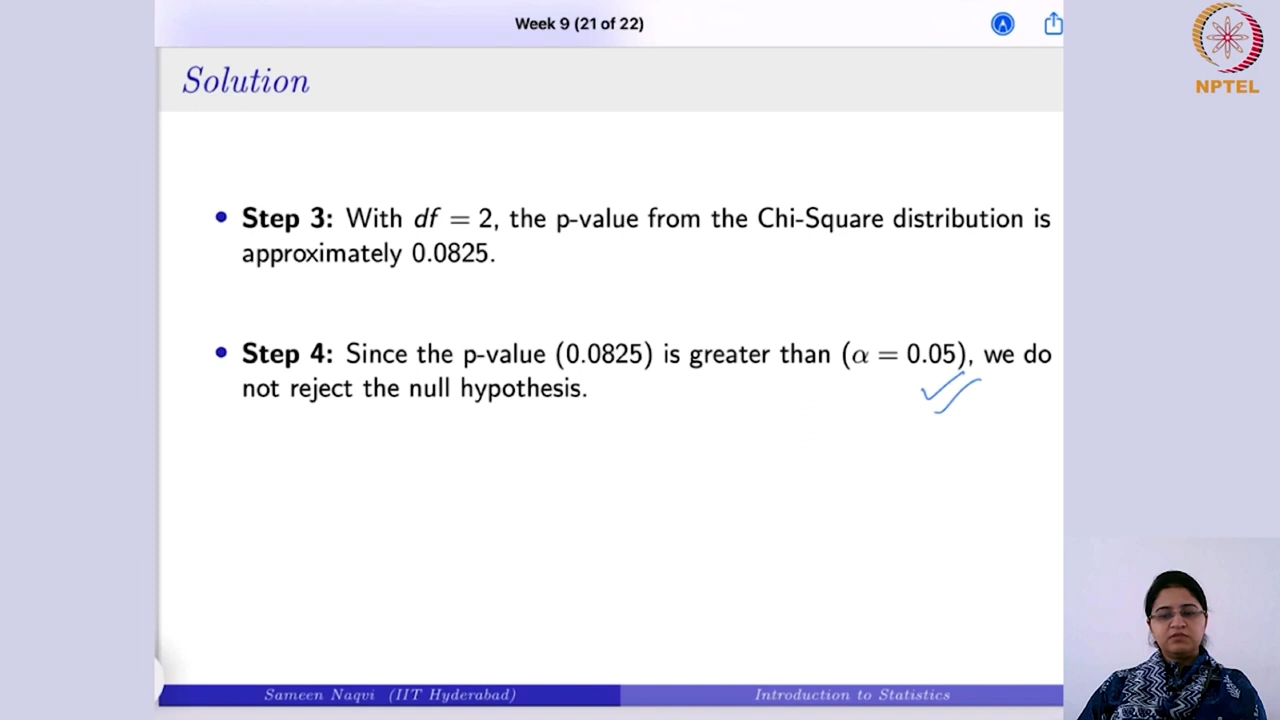 Week 9 (21 of 22)
NPTEL
Solution
• Step 3: With df = 2, the p-value from the Chi-Square distribution is
approximately 0.0825.
• Step 4: Since the p-value (0.0825) is greater than (α = 0.05), we do
not reject the null hypothesis.
Sameen Naqvi (IIT Hyderabad)
Introduction to Statistics